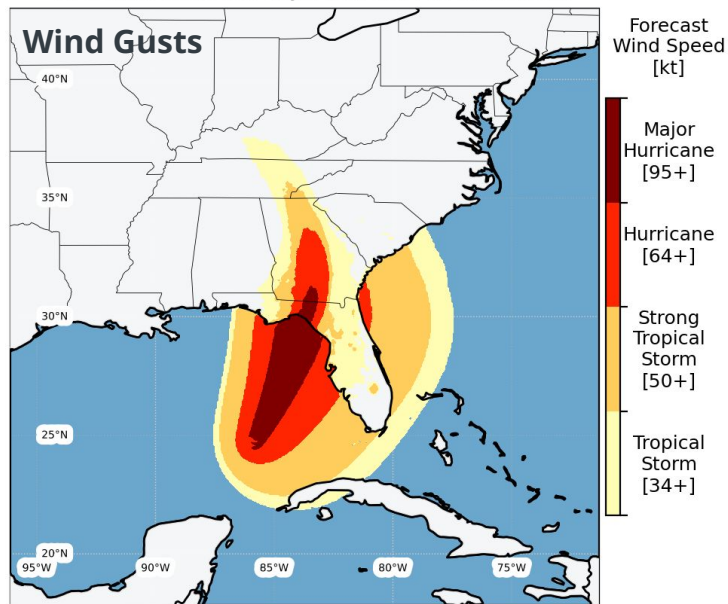 Wind Gusts
Forecast
Wind Speed
[kt]
Major
Hurricane
[95+]
Hurricane
[64+]
Strong
Tropical
Storm
[50+]
Tropical
Storm
[34+]
40°N
35°N
30°N
25°N
20°N
95°W
90°W
85°W
80°W
75°W